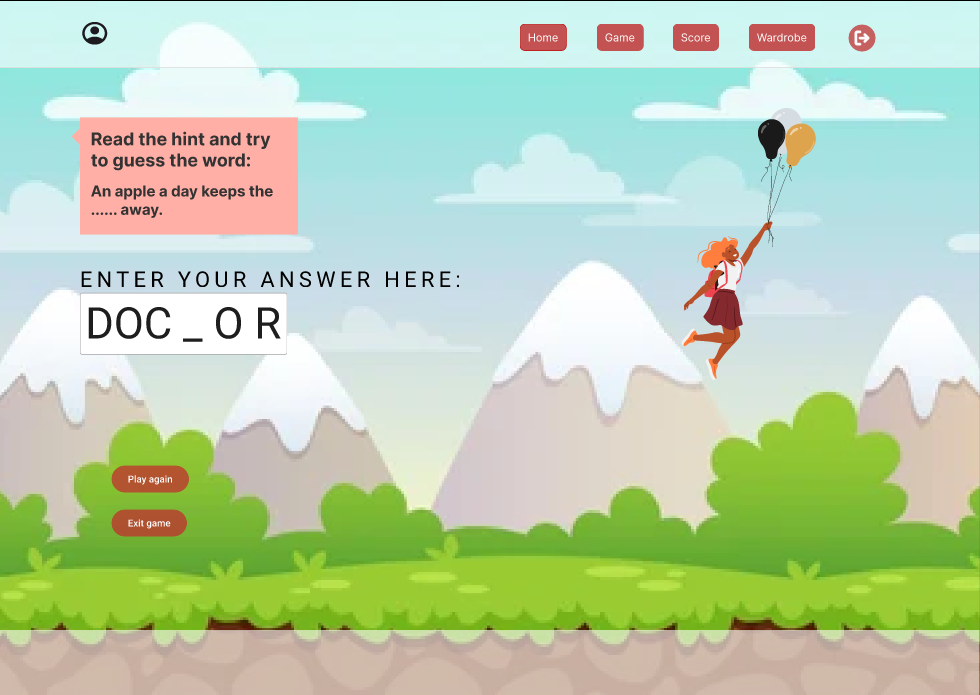 Home Game Score Wardrobe
Read the hint and try
to guess the word:
An apple a day keeps the
...... away.
ENTER YOUR ANSWER HERE:
DOC _ O R
Play again
Exit game